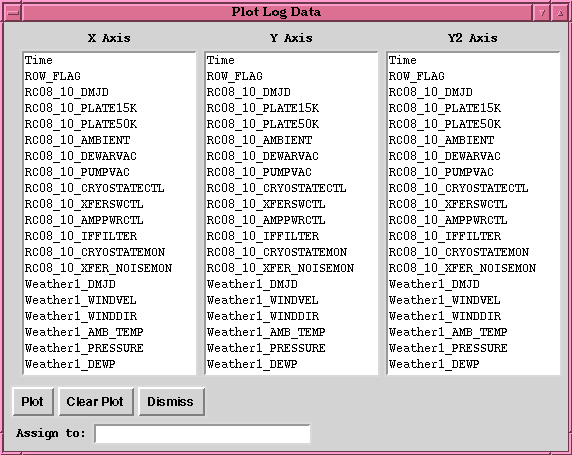 Plot Log Data
X Axis Y Axis Y2 Axis
Time Time Time
ROW_FLAG ROW_FLAG ROW_FLAG
RC08_10_DMJD RC08_10_DMJD RC08_10_DMJD
RC08_10_PLATE15K RC08_10_PLATE15K RC08_10_PLATE15K
RC08_10_PLATE50K RC08_10_PLATE50K RC08_10_PLATE50K
RC08_10_AMBIENT RC08_10_AMBIENT RC08_10_AMBIENT
RC08_10_DEWARVAC RC08_10_DEWARVAC RC08_10_DEWARVAC
RC08_10_PUMPVAC RC08_10_PUMPVAC RC08_10_PUMPVAC
RC08_10_CRYOSTATECTL RC08_10_CRYOSTATECTL RC08_10_CRYOSTATECTL
RC08_10_XFERSWCTL RC08_10_XFERSWCTL RC08_10_XFERSWCTL
RC08_10_AMPPWRCTL RC08_10_AMPPWRCTL RC08_10_AMPPWRCTL
RC08_10_IFFILTER RC08_10_IFFILTER RC08_10_IFFILTER
RC08_10_CRYOSTATEMON RC08_10_CRYOSTATEMON RC08_10_CRYOSTATEMON
RC08_10_XFER_NOISEMON RC08_10_XFER_NOISEMON RC08_10_XFER_NOISEMON
Weather1_DMJD Weather1_DMJD Weather1_DMJD
Weather1_WINDVEL Weather1_WINDVEL Weather1_WINDVEL
Weather1_WINDDIR Weather1_WINDDIR Weather1_WINDDIR
Weather1_AMB_TEMP Weather1_AMB_TEMP Weather1_AMB_TEMP
Weather1_PRESSURE Weather1_PRESSURE Weather1_PRESSURE
Weather1_DEWP Weather1_DEWP Weather1_DEWP
Plot Clear Plot Dismiss
Assign to: